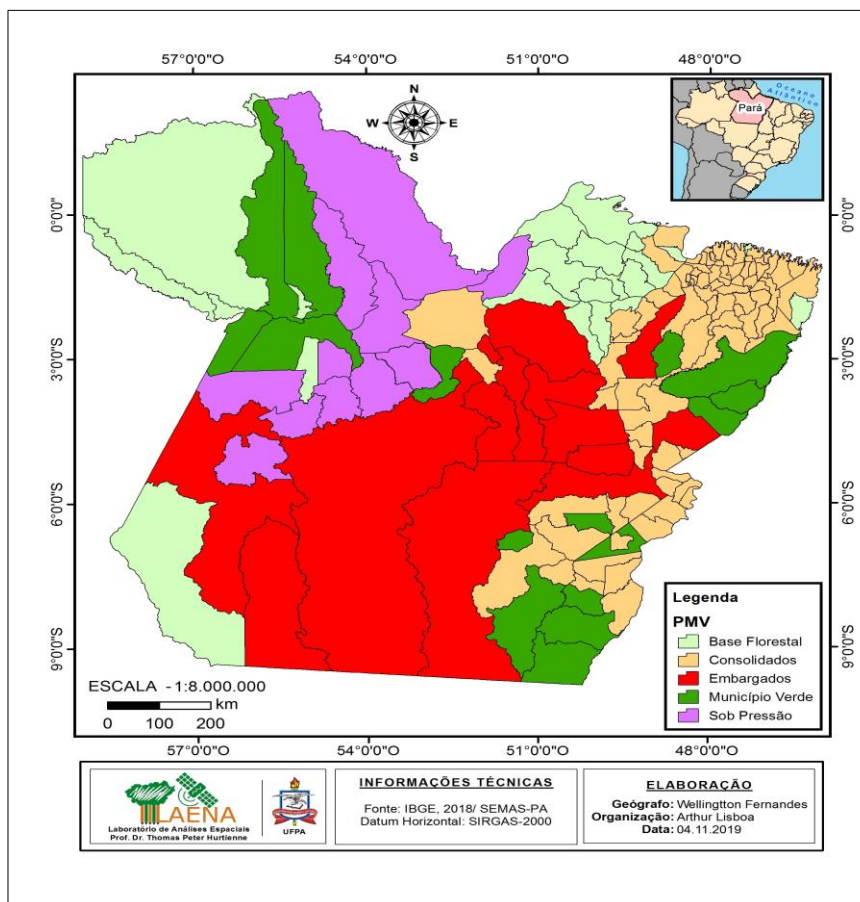 57°0'0"O 54°0'0"O 51°0'0"O 48°0'0"O
N
W E
S
Oceano
Atlântico
Pará
0°0'0" 0°0'0"
3°0'0"S 3°0'0"S
6°0'0"S 6°0'0"S
9°0'0"S 9°0'0"S
Legenda
PMV
Base Florestal
Consolidados
Embargados
Município Verde
Sob Pressão
ESCALA - 1:8.000.000
km
0 100 200
57°0'0"O 54°0'0"O 51°0'0"O 48°0'0"O
LAENA
Laboratório de Análises Espaciais
Prof. Dr. Thomas Peter Hurtienne
UFPA
INFORMAÇÕES TÉCNICAS
Fonte: IBGE, 2018/ SEMAS-PA
Datum Horizontal: SIRGAS-2000
ELABORAÇÃO
Geógrafo: Wellingtton Fernandes
Organização: Arthur Lisboa
Data: 04.11.2019